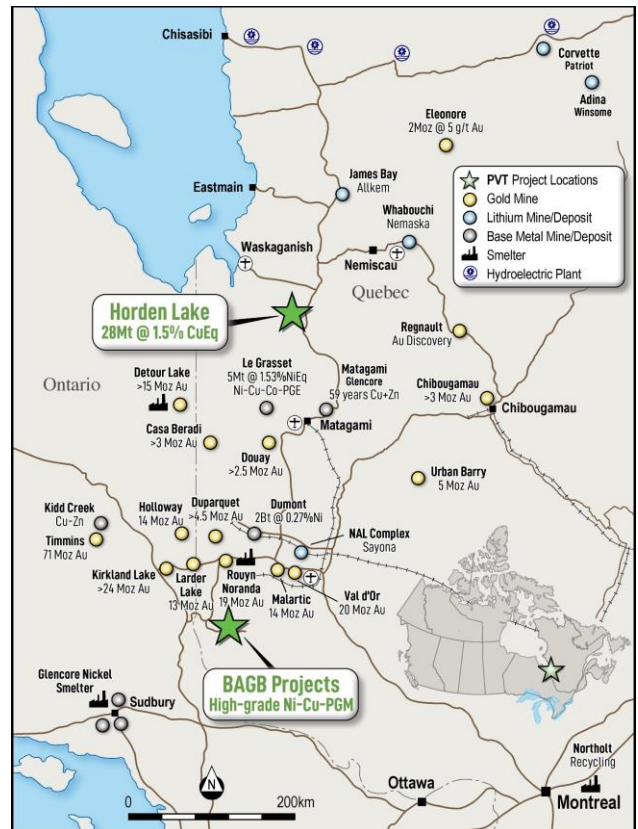 Chisasibi
Corvette
Patriot
Adina
Winsome
Eleonore
2Moz @ 5 g/t Au
PVT Project Locations
Gold Mine
Lithium Mine/Deposit
Base Metal Mine/Deposit
Smelter
Hydroelectric Plant
James Bay
Allkem
Eastmain
Whabouchi
Nemaska
Waskaganish
Nemiscau
Quebec
Horden Lake
28Mt @ 1.5% CuEq
Regnault
Au Discovery
Ontario
Detour Lake
>15 Moz Au
Le Grasset
5Mt @ 1.53%NiEq
Ni-Cu-Co-PGE
Matagami
Glencore
59 years Cu+Zn
Chibougamau
>3 Moz Au
Chibougamau
Matagami
Casa Beradi
>3 Moz Au
Douay
>2.5 Moz Au
Urban Barry
5 Moz Au
Kidd Creek
Cu-Zn
Timmins
71 Moz Au
Holloway
14 Moz Au
Duparquet
>4.5 Moz Au
Dumont
2Bt @ 0.27%Ni
NAL Complex
Sayona
Kirkland Lake
>24 Moz Au
Larder
Lake
13 Moz Au
Rouyn
Noranda
19 Moz Au
Malartic
14 Moz Au
Val d'Or
20 Moz Au
BAGB Projects
High-grade Ni-Cu-PGM
Glencore Nickel
Smelter
Sudbury
Northolt
Recycling
Ottawa
Montreal
N
0
200km